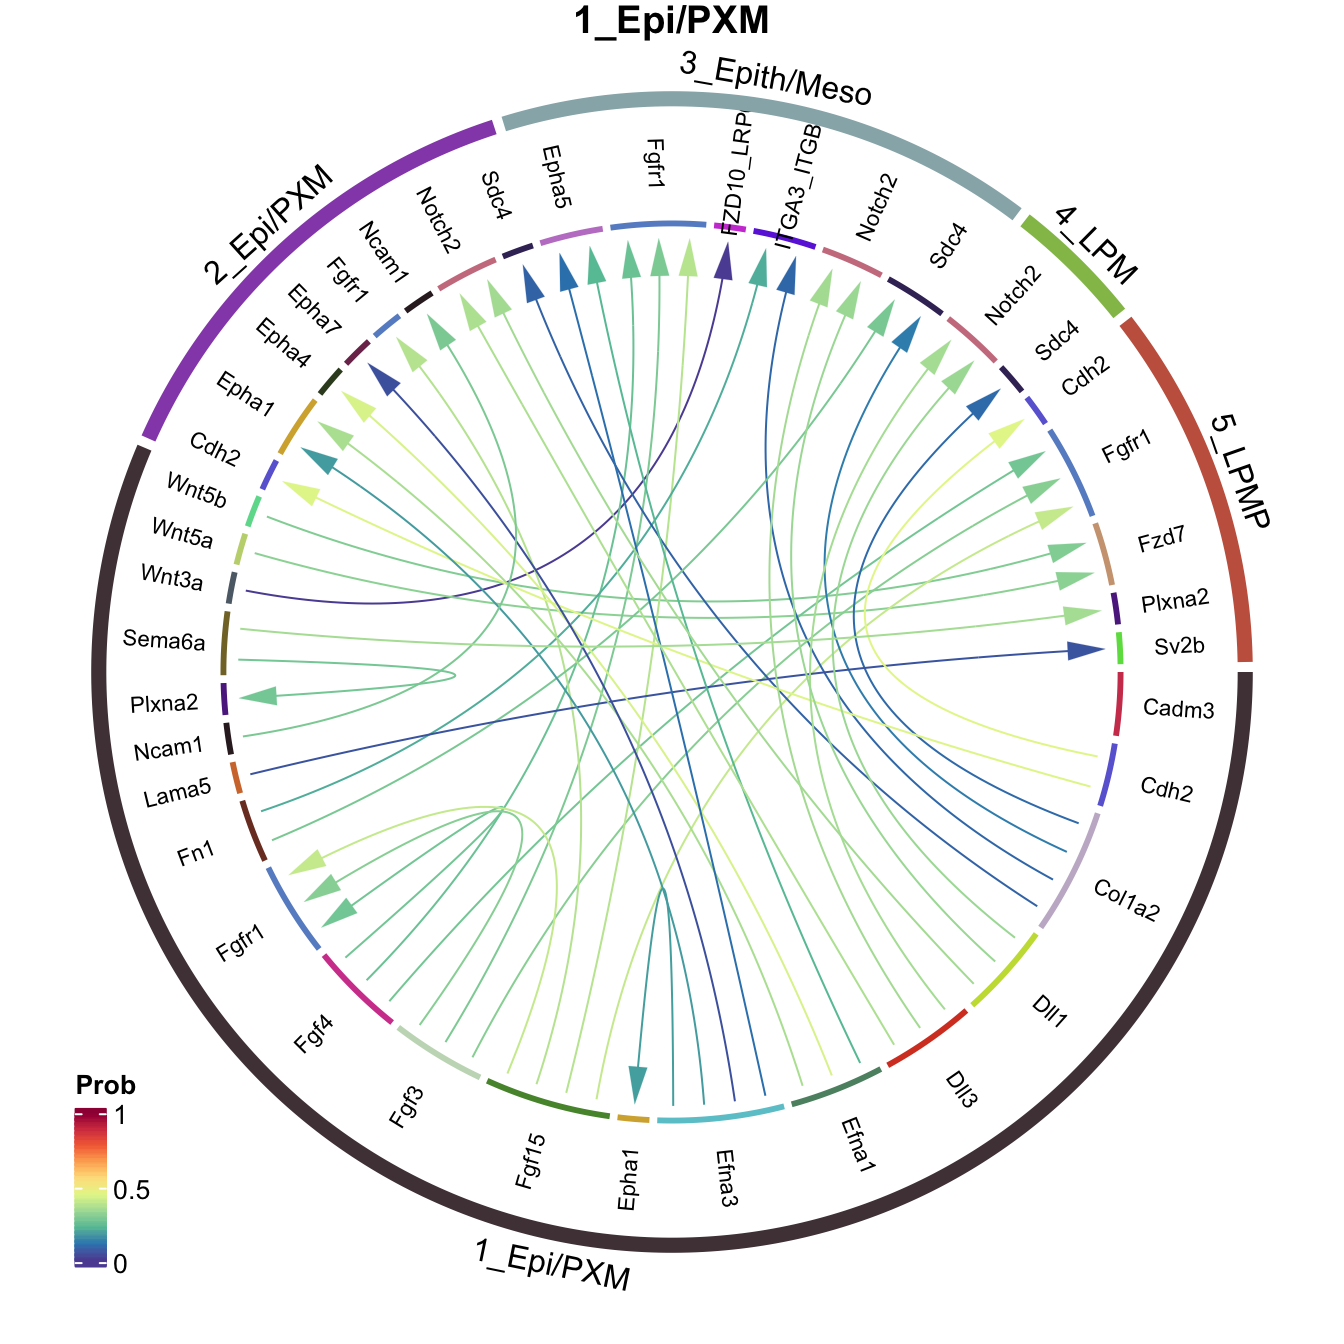 1_Epi/PXM
3_Epith/Meso
2_Epi/PXM
4_LPM
5_LPMP
1_Epi/PXM
Epha5
Fgfr1
FZD10_LRP
ITGA3_ITGB
Notch2
Sdc4
Notch2
Sdc4
Cdh2
Fgfr1
Fzd7
Plxna2
Sv2b
Cadm3
Cdh2
Col1a2
Dll1
Dll3
Efna1
Efna3
Epha1
Fgf15
Fgf3
Fgf4
Fgfr1
Fn1
Lama5
Ncam1
Plxna2
Sema6a
Wnt3a
Wnt5a
Wnt5b
Cdh2
Epha1
Epha4
Epha7
Fgfr1
Ncam1
Notch2
Sdc4
Prob
1
0.5
0